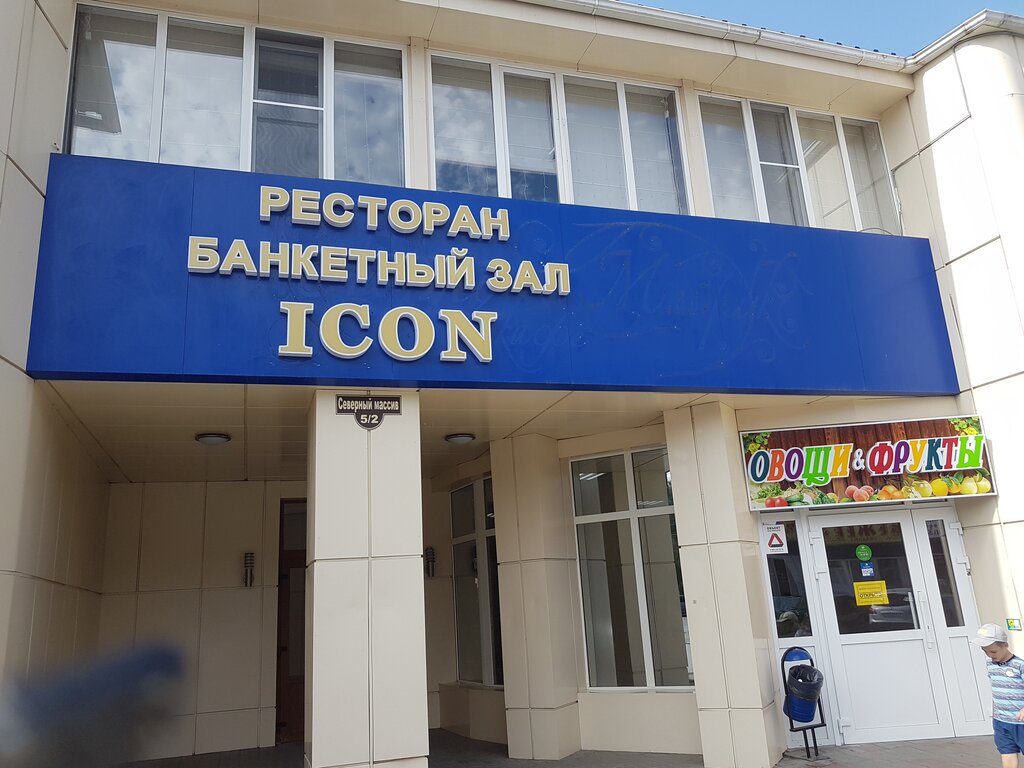 РЕСТОРАН
БАНКЕТНЫЙ ЗАЛ
ICON
Северный массив
5/2
ОВОЩИ & ФРУКТЫ